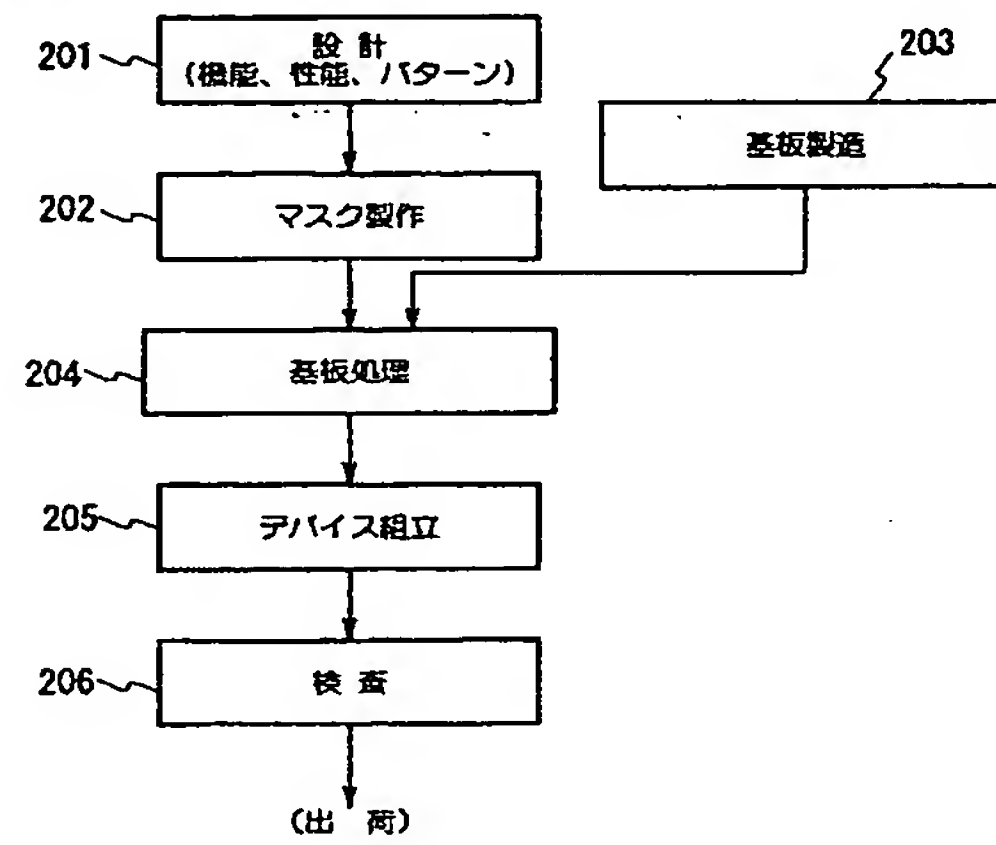 201
設 計
(機能、性能、パターン)
203
基板製造
202
マスク製作
204
基板処理
205
デバイス組立
206
検 査
(出 荷)